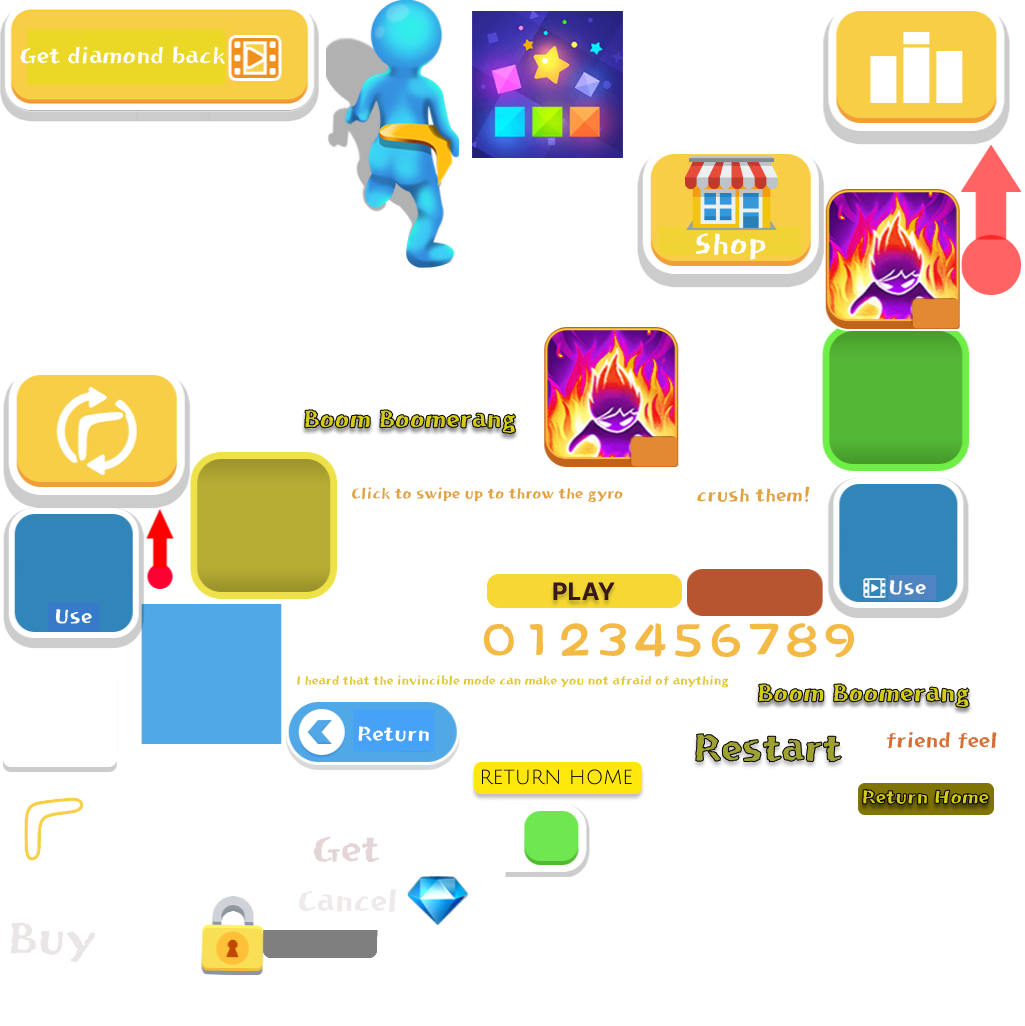 Get diamond back
Shop
Boom Boomerang
Click to swipe up to throw the gyro
crush them!
Use
PLAY
Use
0123456789
I heard that the invincible mode can make you not afraid of anything
Boom Boomerang
Return
Restart
friend feel
RETURN HOME
Return Home
Get
Cancel
Buy